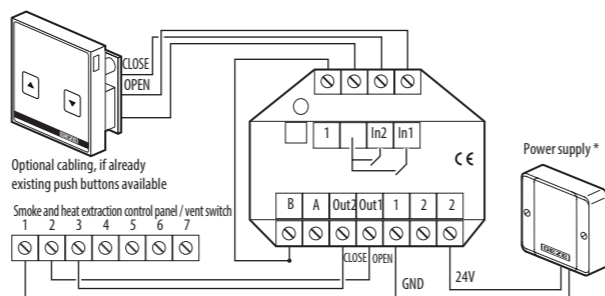 CLOSE
OPEN
GEZE
Optional cabling, if already
existing push buttons available
Smoke and heat extraction control panel / vent switch
1 2 3 4 5 6 7
1 In2 In1
CE
B A Out2 Out1 1 2 2
CLOSE OPEN
GND
24V
Power supply *
GEZE